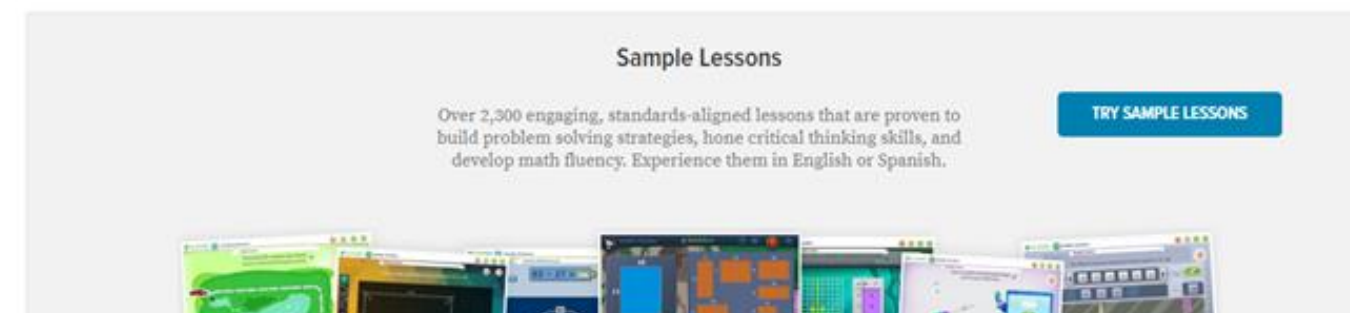 Sample Lessons
Over 2,300 engaging, standards-aligned lessons that are proven to
build problem solving strategies, hone critical thinking skills, and
develop math fluency. Experience them in English or Spanish.
TRY SAMPLE LESSONS